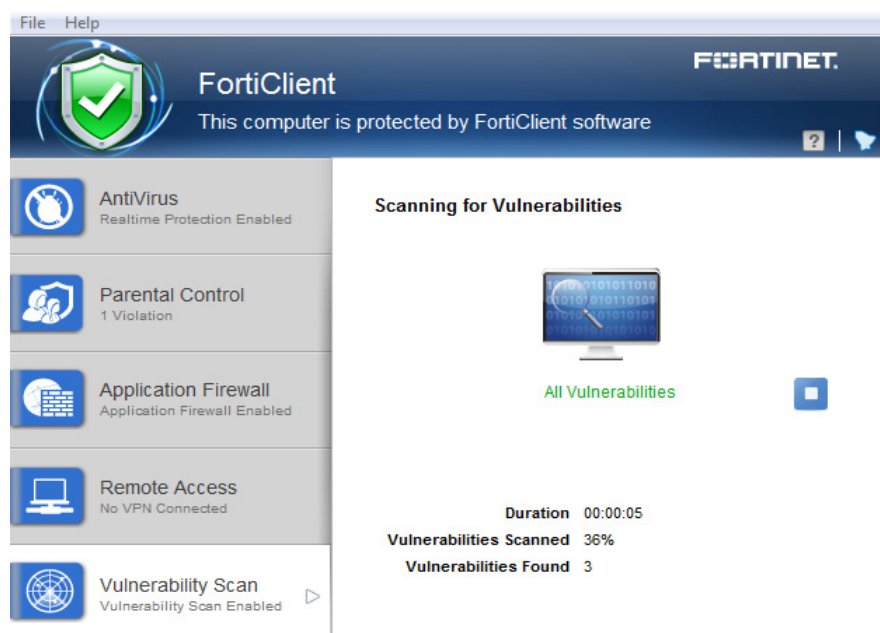 File Help
FORTINET.
FortiClient
This computer is protected by FortiClient software
?
AntiVirus
Realtime Protection Enabled
Parental Control
1 Violation
Application Firewall
Application Firewall Enabled
Remote Access
No VPN Connected
Vulnerability Scan
Vulnerability Scan Enabled
Scanning for Vulnerabilities
All Vulnerabilities
Duration 00:00:05
Vulnerabilities Scanned 36%
Vulnerabilities Found 3